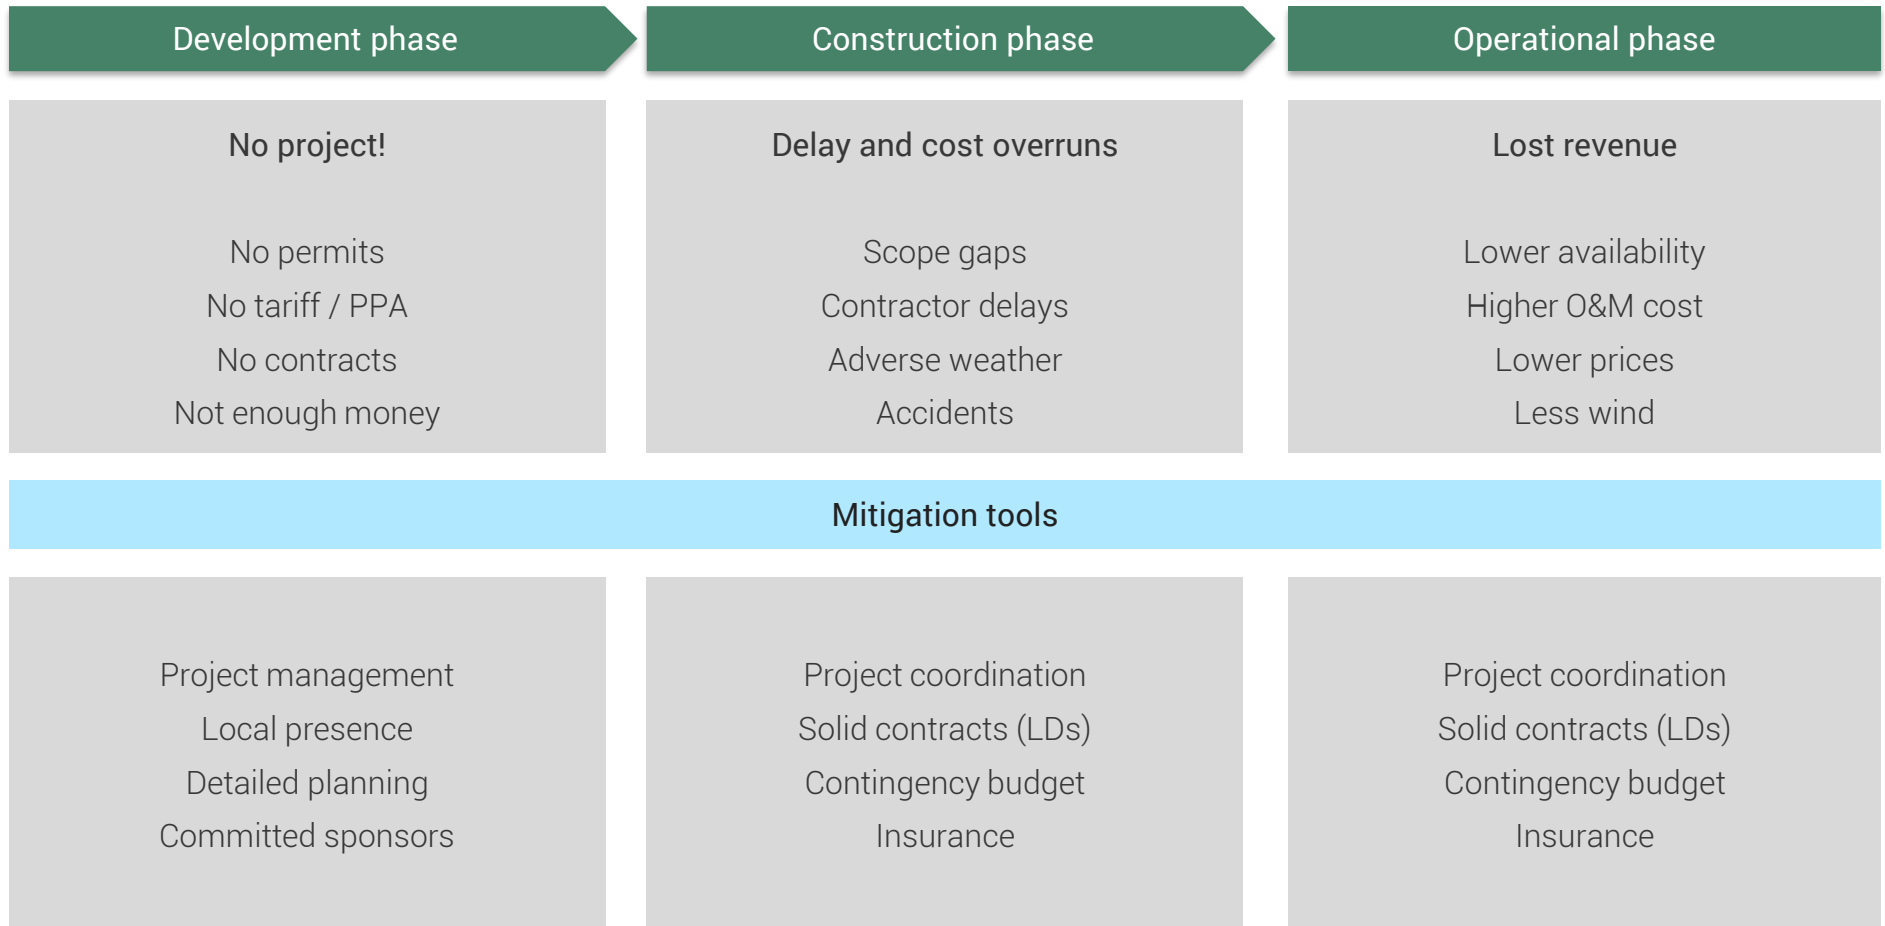 Development phase
Construction phase
Operational phase
No project!
No permits
No tariff / PPA
No contracts
Not enough money
Delay and cost overruns
Scope gaps
Contractor delays
Adverse weather
Accidents
Lost revenue
Lower availability
Higher O&M cost
Lower prices
Less wind
Mitigation tools
Project management
Local presence
Detailed planning
Committed sponsors
Project coordination
Solid contracts (LDs)
Contingency budget
Insurance
Project coordination
Solid contracts (LDs)
Contingency budget
Insurance